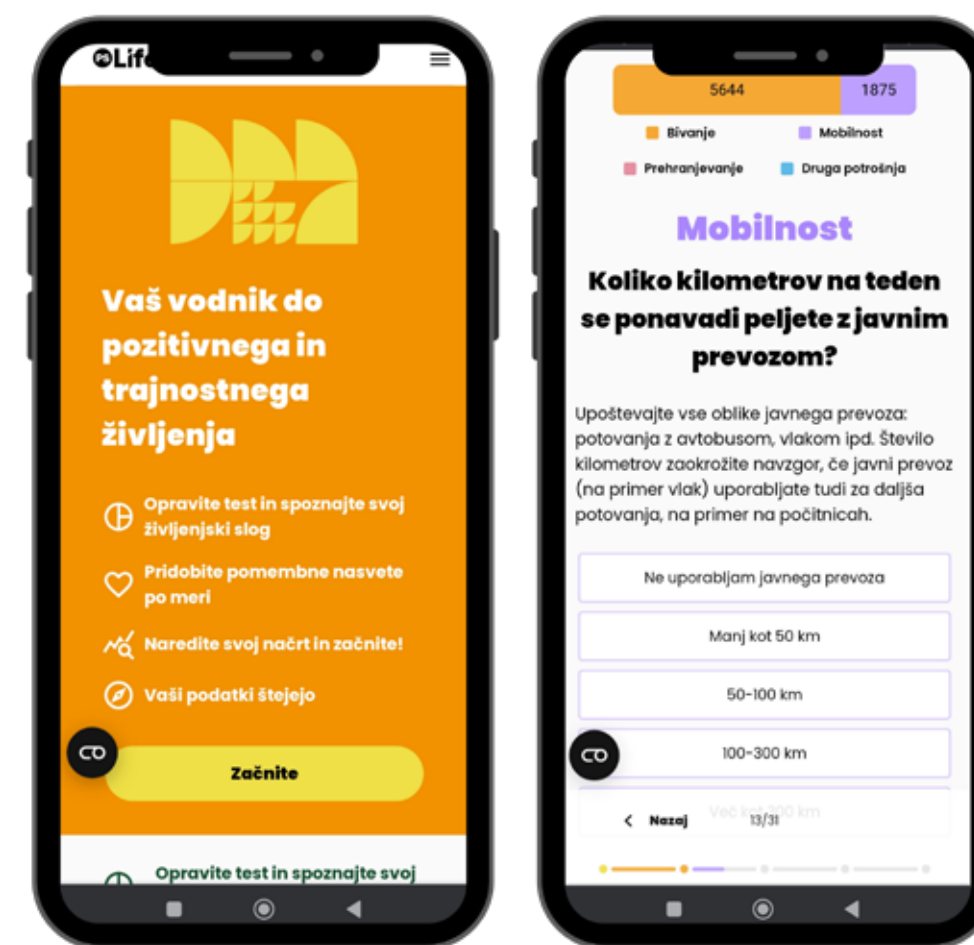 Vaš vodnik do
pozitivnega in
trajnostnega
življenja
Opravite test in spoznajte svoj
življenjski slog
Pridobite pomembne nasvete
po meri
Naredite svoj načrt in začnite!
Vaši podatki štejejo
Začnite
Opravite test in spoznajte svoj
5644 1875
Bivanje Mobilnost
Prehranjevanje Druga potrošnja
Mobilnost
Koliko kilometrov na teden
se ponavadi peljete z javnim
prevozom?
Upoštevajte vse oblike javnega prevoza:
potovanja z avtobusom, vlakom ipd. Število
kilometrov zaokrožite navzgor, če javni prevoz
(na primer vlak) uporabljate tudi za daljša
potovanja, na primer na počitnicah.
Ne uporabljam javnega prevoza
Manj kot 50 km
50-100 km
100-300 km
Več kot 300 km
Nazaj 13/31